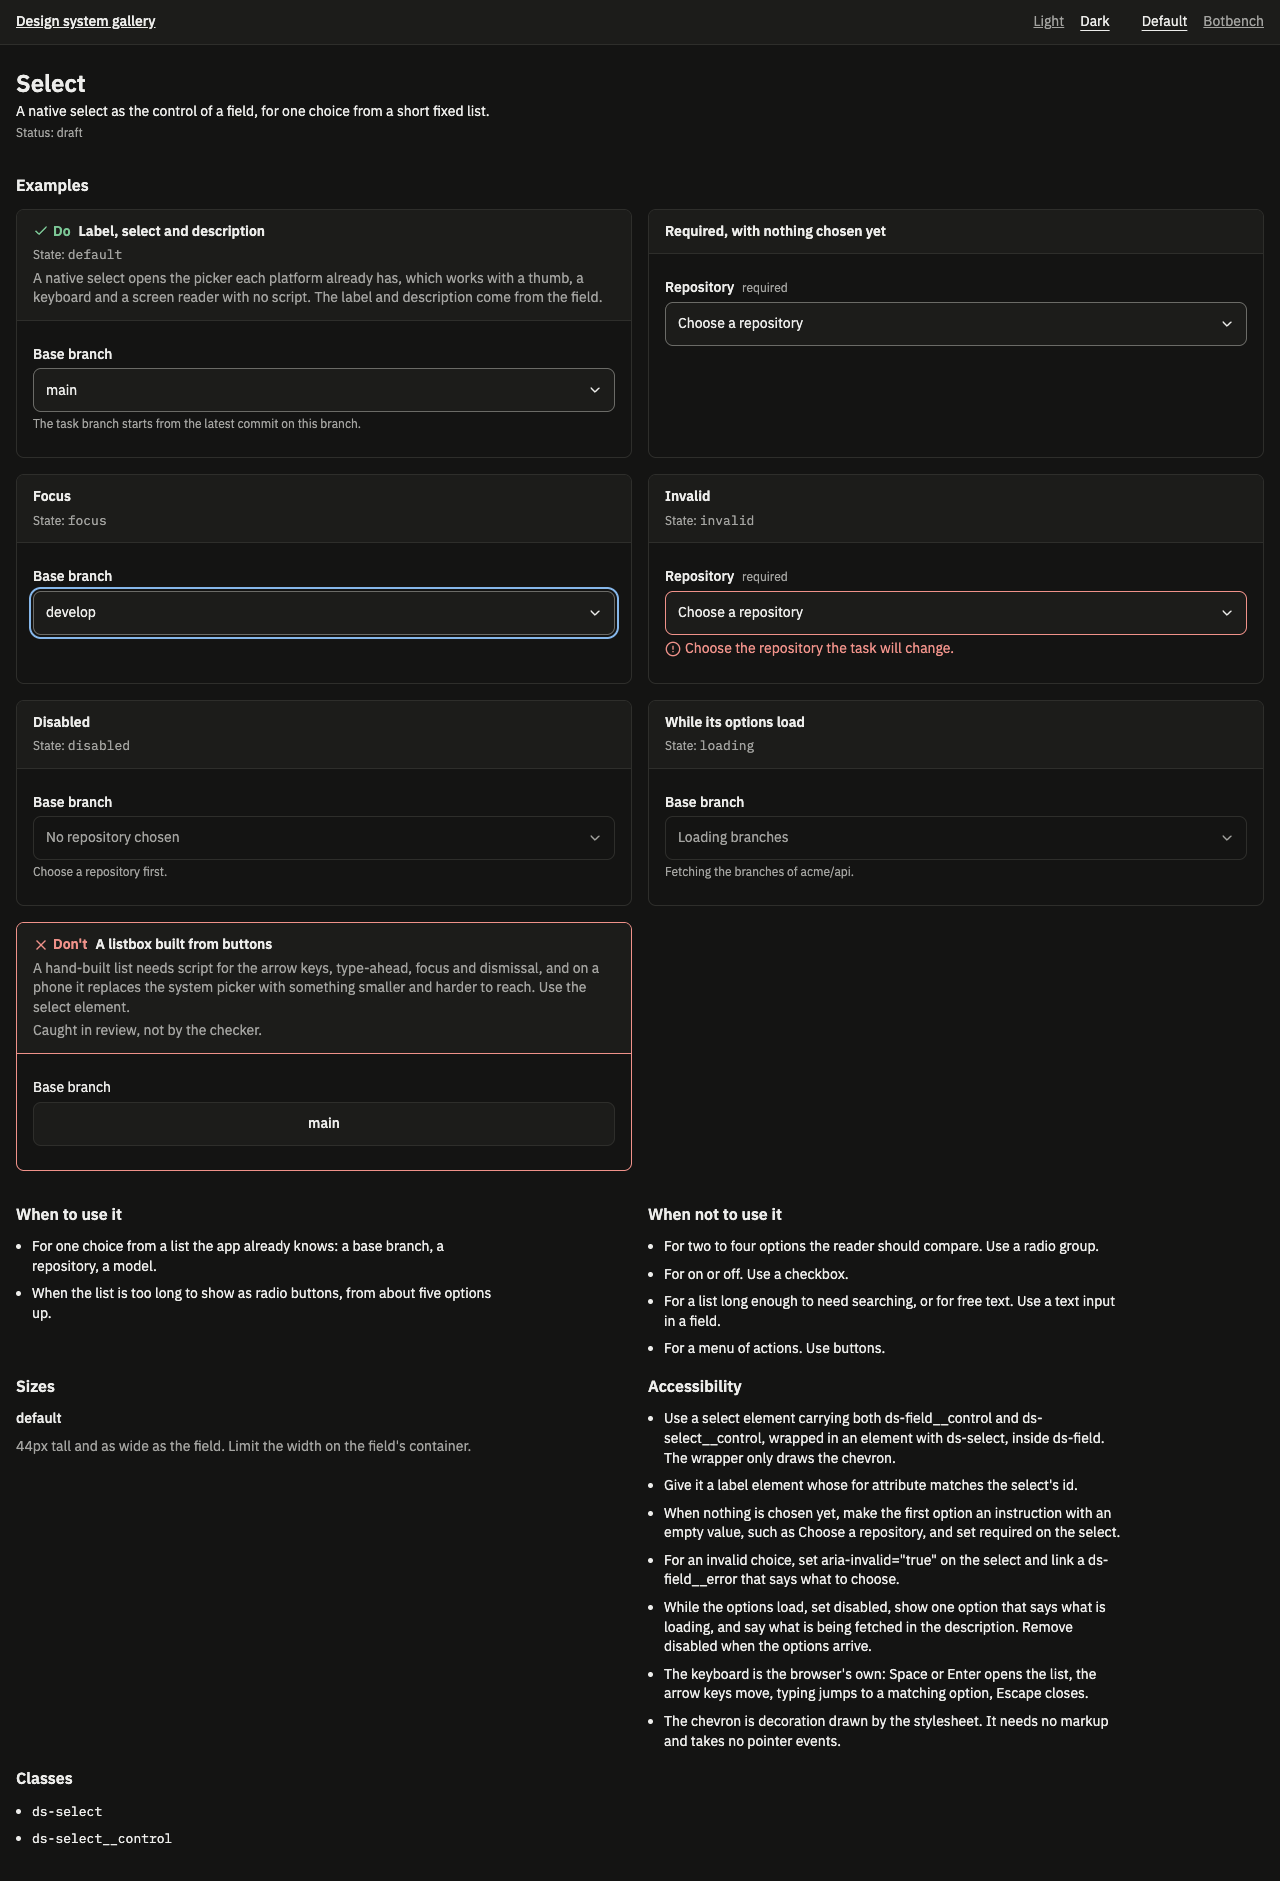 Design system gallery
Light Dark Default Botbench
Select
A native select as the control of a field, for one choice from a short fixed list.
Status: draft
Examples
Do Label, select and description
State: default
A native select opens the picker each platform already has, which works with a thumb, a
keyboard and a screen reader with no script. The label and description come from the field.
Base branch
main
The task branch starts from the latest commit on this branch.
Required, with nothing chosen yet
Repository required
Choose a repository
Focus
State: focus
Base branch
develop
Invalid
State: invalid
Repository required
Choose a repository
Choose the repository the task will change.
Disabled
State: disabled
Base branch
No repository chosen
Choose a repository first.
While its options load
State: loading
Base branch
Loading branches
Fetching the branches of acme/api.
Don't A listbox built from buttons
A hand-built list needs script for the arrow keys, type-ahead, focus and dismissal, and on a
phone it replaces the system picker with something smaller and harder to reach. Use the
select element.
Caught in review, not by the checker.
Base branch
main
When to use it
For one choice from a list the app already knows: a base branch, a
repository, a model.
When the list is too long to show as radio buttons, from about five options
up.
When not to use it
For two to four options the reader should compare. Use a radio group.
For on or off. Use a checkbox.
For a list long enough to need searching, or for free text. Use a text input
in a field.
For a menu of actions. Use buttons.
Sizes
default
44px tall and as wide as the field. Limit the width on the field's container.
Accessibility
Use a select element carrying both ds-field__control and ds-
select__control, wrapped in an element with ds-select, inside ds-field.
The wrapper only draws the chevron.
Give it a label element whose for attribute matches the select's id.
When nothing is chosen yet, make the first option an instruction with an
empty value, such as Choose a repository, and set required on the select.
For an invalid choice, set aria-invalid="true" on the select and link a ds-
field__error that says what to choose.
While the options load, set disabled, show one option that says what is
loading, and say what is being fetched in the description. Remove
disabled when the options arrive.
The keyboard is the browser's own: Space or Enter opens the list, the
arrow keys move, typing jumps to a matching option, Escape closes.
The chevron is decoration drawn by the stylesheet. It needs no markup
and takes no pointer events.
Classes
ds-select
ds-select__control